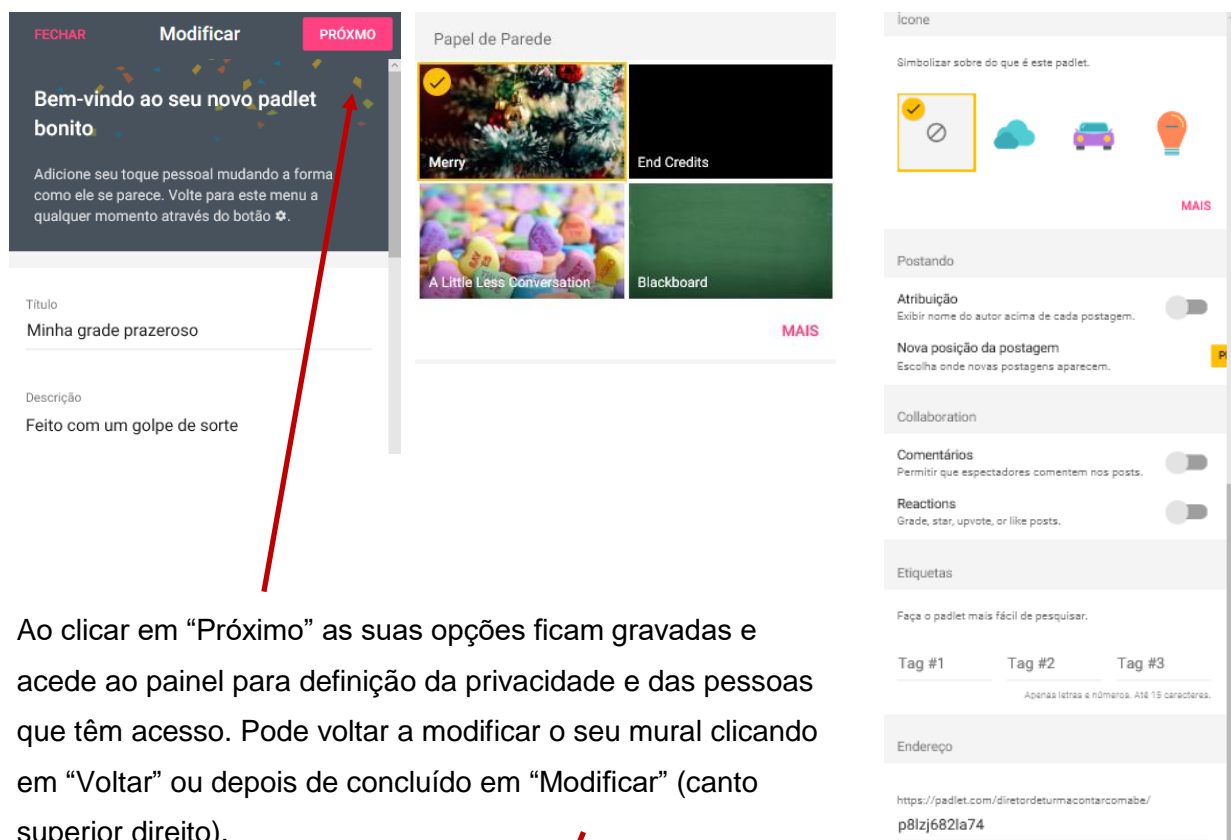 FECHAR Modificar PRÓXMO
Bem-vindo ao seu novo padlet
bonito
Adicione seu toque pessoal mudando a forma
como ele se parece. Volte para este menu a
qualquer momento através do botão ⚙.
Título
Minha grade prazeroso
Descrição
Feito com um golpe de sorte
Papel de Parede
Merry
End Credits
A Little Less Conversation
Blackboard
MAIS
Ícone
Simbolizar sobre do que é este padlet.
MAIS
Postando
Atribuição
Exibir nome do autor acima de cada postagem.
Nova posição da postagem
Escolha onde novas postagens aparecem.
Collaboration
Comentários
Permitir que espectadores comentem nos posts.
Reactions
Grade, star, upvote, or like posts.
Etiquetas
Faça o padlet mais fácil de pesquisar.
Tag #1 Tag #2 Tag #3
Apenas letras e números. Até 15 caracteres.
Endereço
https://padlet.com/diretordeturmacontarcomabe/
p8lzj682la74
Ao clicar em “Próximo” as suas opções ficam gravadas e
acede ao painel para definição da privacidade e das pessoas
que têm acesso. Pode voltar a modificar o seu mural clicando
em “Voltar” ou depois de concluído em “Modificar” (canto
superior direito).